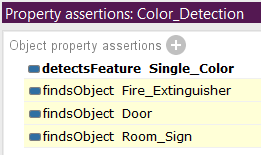 Property assertions: Color_Detection
Object property assertions
detectsFeature Single_Color
findsObject Fire_Extinguisher
findsObject Door
findsObject Room_Sign